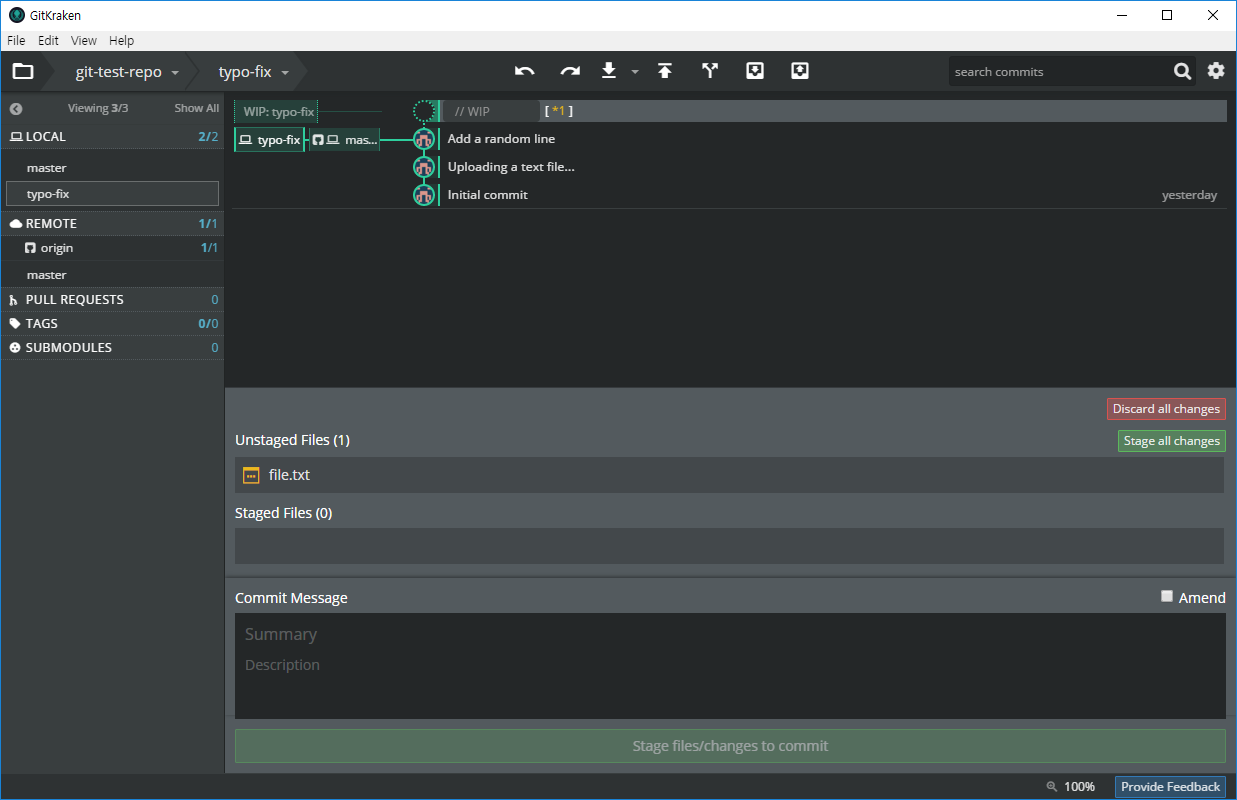 GitKraken
File Edit View Help
git-test-repo typo-fix search commits
Viewing 3/3 Show All
LOCAL 2/2
master
typo-fix
REMOTE 1/1
origin 1/1
master
PULL REQUESTS 0
TAGS 0/0
SUBMODULES 0
WIP: typo-fix // WIP [ *1 ]
typo-fix mas... Add a random line
Uploading a text file...
Initial commit yesterday
Discard all changes
Unstaged Files (1) Stage all changes
file.txt
Staged Files (0)
Commit Message Amend
Summary
Description
Stage files/changes to commit
100% Provide Feedback